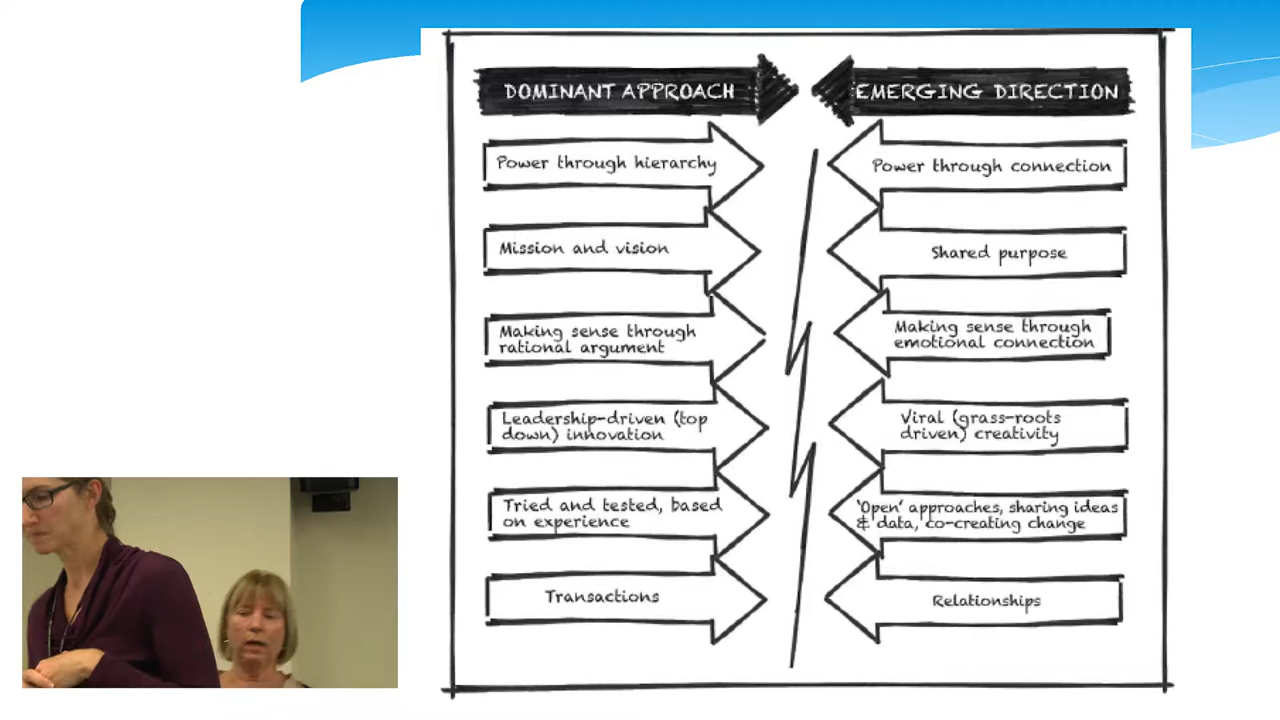 DOMINANT APPROACH
EMERGING DIRECTION
Power through hierarchy
Power through connection
Mission and vision
Shared purpose
Making sense through
rational argument
Making sense through
emotional connection
Leadership-driven (top
down) innovation
Viral (grass-roots
driven) creativity
Tried and tested, based
on experience
'Open' approaches, sharing ideas
& data, co-creating change
Transactions
Relationships